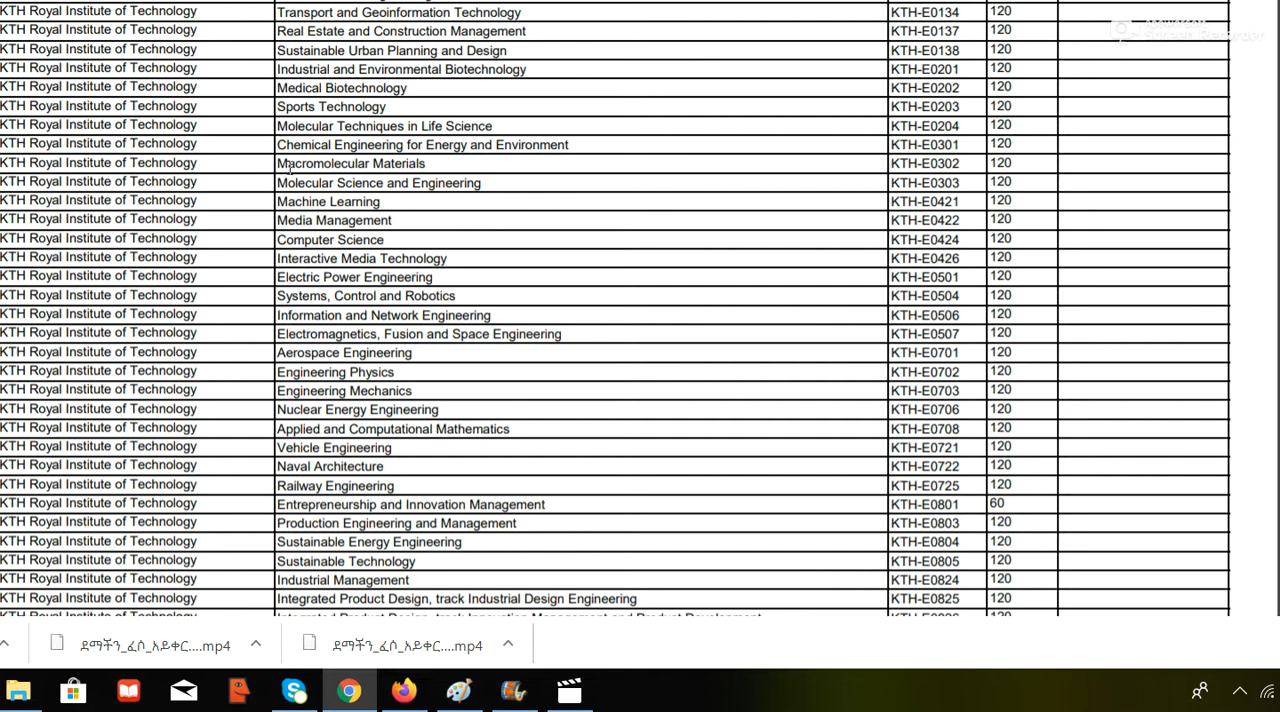 KTH Royal Institute of Technology Transport and Geoinformation Technology KTH-E0134 120
KTH Royal Institute of Technology Real Estate and Construction Management KTH-E0137 120
KTH Royal Institute of Technology Sustainable Urban Planning and Design KTH-E0138 120
KTH Royal Institute of Technology Industrial and Environmental Biotechnology KTH-E0201 120
KTH Royal Institute of Technology Medical Biotechnology KTH-E0202 120
KTH Royal Institute of Technology Sports Technology KTH-E0203 120
KTH Royal Institute of Technology Molecular Techniques in Life Science KTH-E0204 120
KTH Royal Institute of Technology Chemical Engineering for Energy and Environment KTH-E0301 120
KTH Royal Institute of Technology Macromolecular Materials KTH-E0302 120
KTH Royal Institute of Technology Molecular Science and Engineering KTH-E0303 120
KTH Royal Institute of Technology Machine Learning KTH-E0421 120
KTH Royal Institute of Technology Media Management KTH-E0422 120
KTH Royal Institute of Technology Computer Science KTH-E0424 120
KTH Royal Institute of Technology Interactive Media Technology KTH-E0426 120
KTH Royal Institute of Technology Electric Power Engineering KTH-E0501 120
KTH Royal Institute of Technology Systems, Control and Robotics KTH-E0504 120
KTH Royal Institute of Technology Information and Network Engineering KTH-E0506 120
KTH Royal Institute of Technology Electromagnetics, Fusion and Space Engineering KTH-E0507 120
KTH Royal Institute of Technology Aerospace Engineering KTH-E0701 120
KTH Royal Institute of Technology Engineering Physics KTH-E0702 120
KTH Royal Institute of Technology Engineering Mechanics KTH-E0703 120
KTH Royal Institute of Technology Nuclear Energy Engineering KTH-E0706 120
KTH Royal Institute of Technology Applied and Computational Mathematics KTH-E0708 120
KTH Royal Institute of Technology Vehicle Engineering KTH-E0721 120
KTH Royal Institute of Technology Naval Architecture KTH-E0722 120
KTH Royal Institute of Technology Railway Engineering KTH-E0725 120
KTH Royal Institute of Technology Entrepreneurship and Innovation Management KTH-E0801 60
KTH Royal Institute of Technology Production Engineering and Management KTH-E0803 120
KTH Royal Institute of Technology Sustainable Energy Engineering KTH-E0804 120
KTH Royal Institute of Technology Sustainable Technology KTH-E0805 120
KTH Royal Institute of Technology Industrial Management KTH-E0824 120
KTH Royal Institute of Technology Integrated Product Design, track Industrial Design Engineering KTH-E0825 120
Screen Recorder
ደማችን_ፈሶ_አይቀር....mp4 ደማችን_ፈሶ_አይቀር....mp4